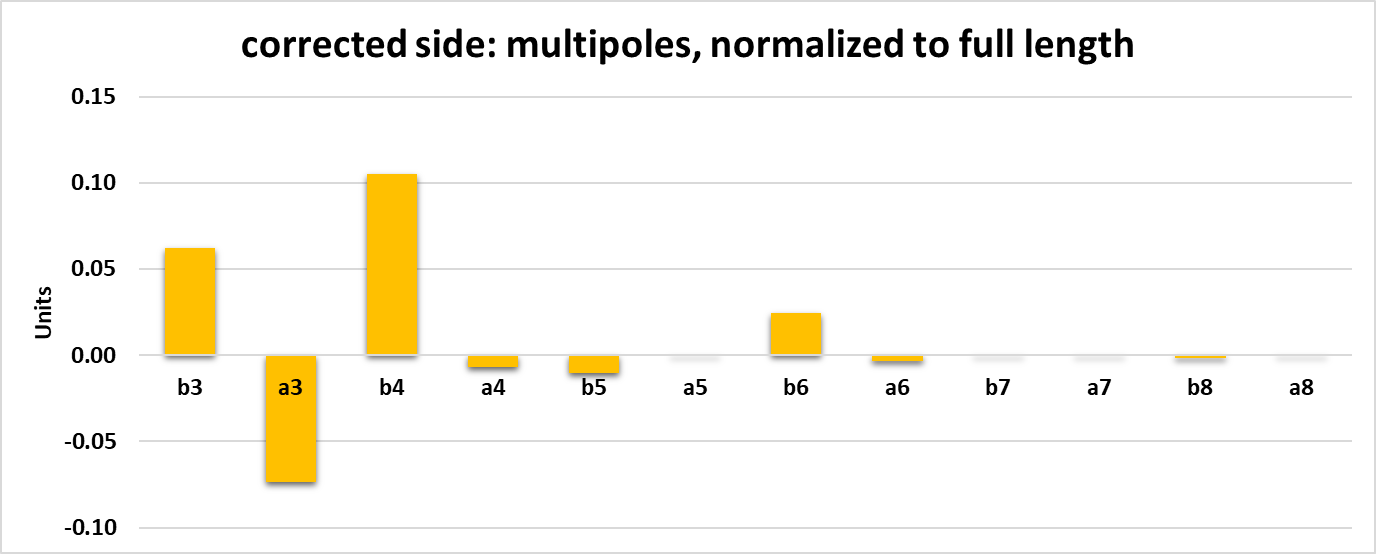 corrected side: multipoles, normalized to full length
0.15
0.10
0.05
0.00
-0.05
-0.10
Units
b3 a3 b4 a4 b5 a5 b6 a6 b7 a7 b8 a8